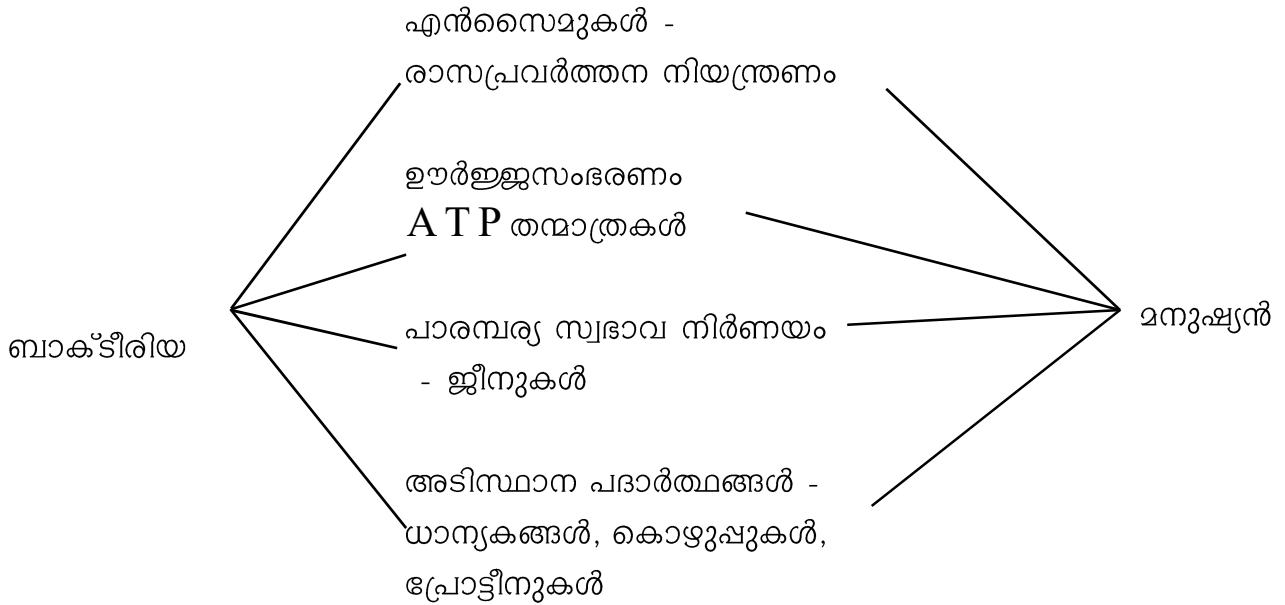 എൻസൈമുകൾ -
രാസപ്രവർത്തന നിയന്ത്രണം
ഊർജ്ജസംഭരണം
ATP തന്മാത്രകൾ
ബാക്ടീരിയ
പാരമ്പര്യ സ്വഭാവ നിർണയം
- ജീനുകൾ
മനുഷ്യൻ
അടിസ്ഥാന പദാർത്ഥങ്ങൾ -
ധാന്യകങ്ങൾ, കൊഴുപ്പുകൾ,
പ്രോട്ടീനുകൾ